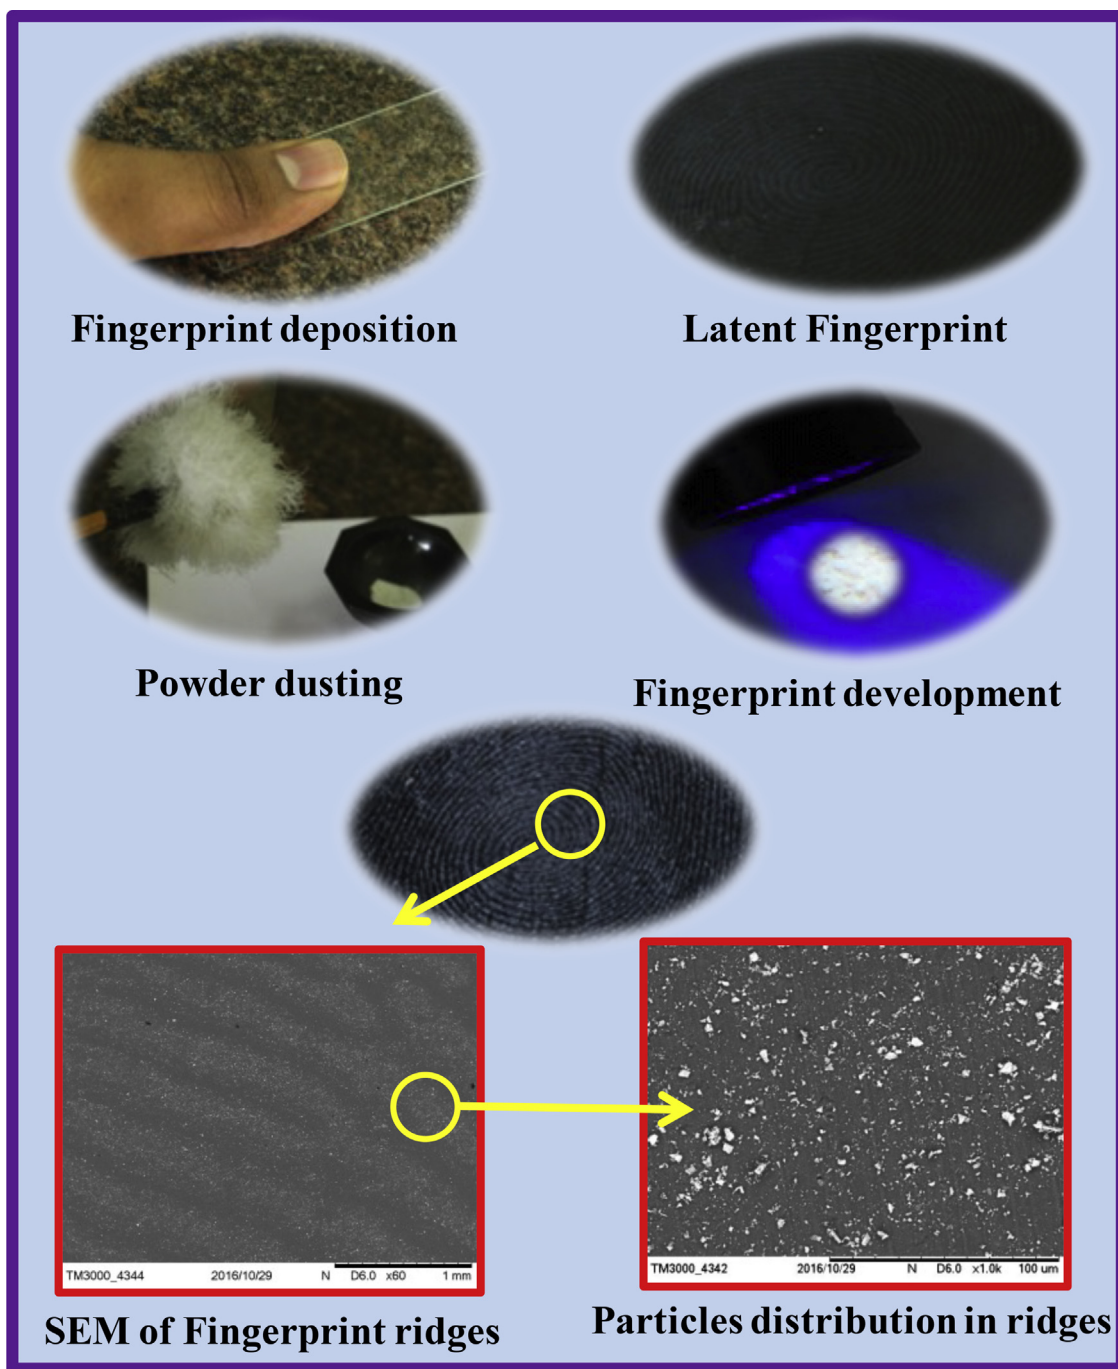 Fingerprint deposition
Latent Fingerprint
Powder dusting
Fingerprint development
TM3000_4344 2016/10/29 N D6.0 x60 1 mm
TM3000_4342 2016/10/29 N D6.0 x1.0k 100 um
SEM of Fingerprint ridges
Particles distribution in ridges